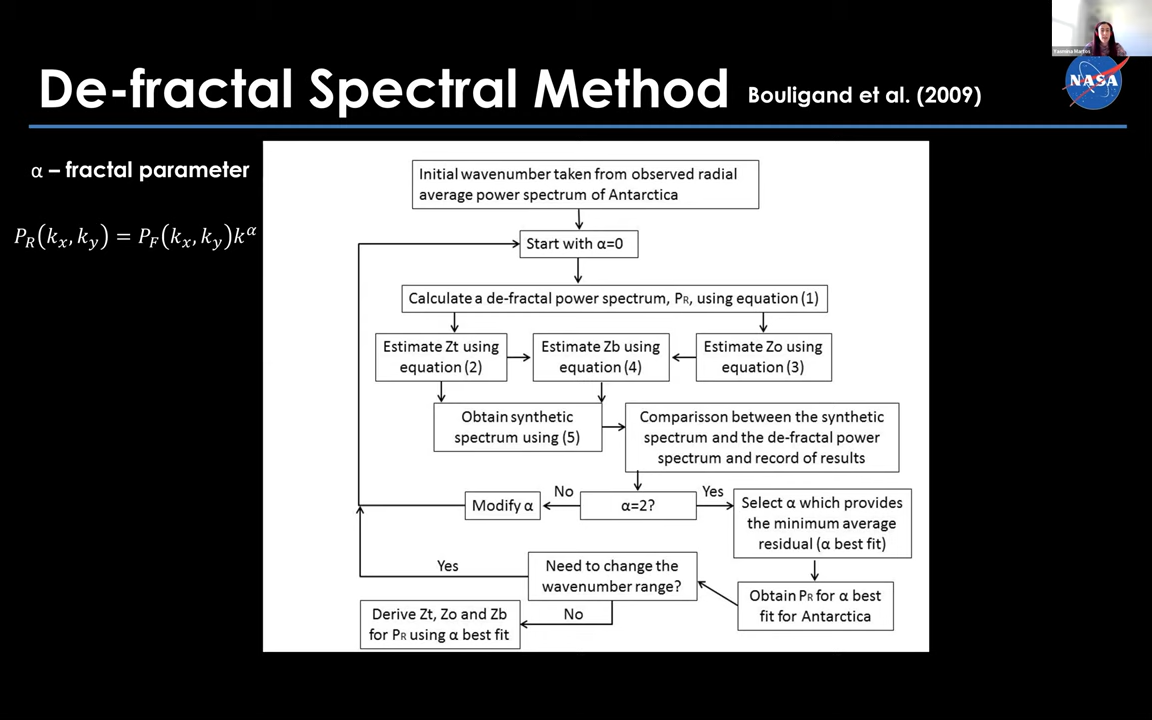 Yasmina Martos
NASA
De-fractal Spectral Method Bouligand et al. (2009)
α – fractal parameter
P_R(k_x, k_y) = P_F(k_x, k_y)k^α
Initial wavenumber taken from observed radial
average power spectrum of Antarctica
Start with α=0
Calculate a de-fractal power spectrum, PR, using equation (1)
Estimate Zt using
equation (2)
Estimate Zb using
equation (4)
Estimate Zo using
equation (3)
Obtain synthetic
spectrum using (5)
Comparisson between the synthetic
spectrum and the de-fractal power
spectrum and record of results
Modify α
No
α=2?
Yes
Select α which provides
the minimum average
residual (α best fit)
Obtain PR for α best
fit for Antarctica
Need to change the
wavenumber range?
Yes
No
Derive Zt, Zo and Zb
for PR using α best fit